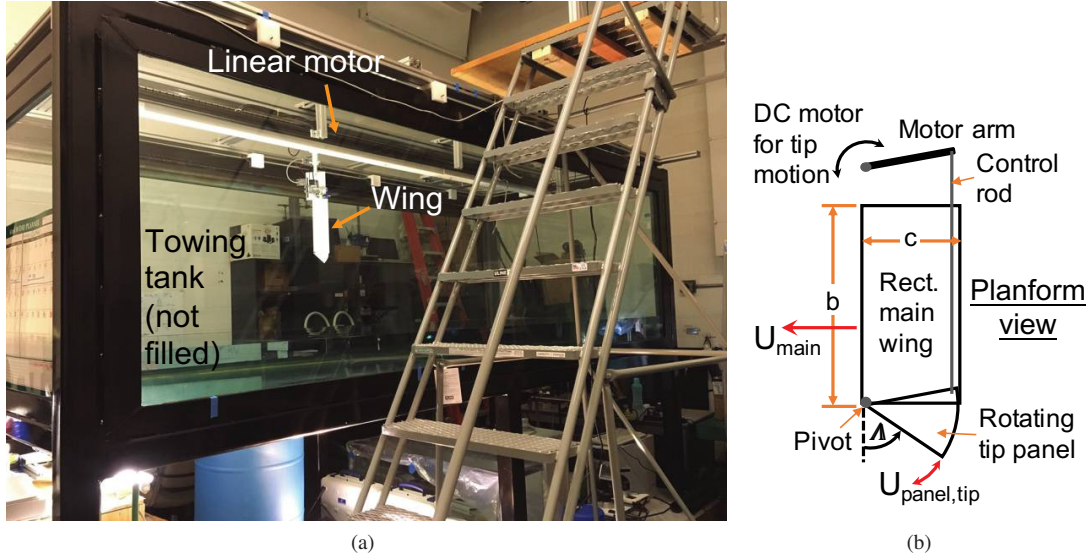 Linear motor
Wing
Towing
tank
(not
filled)
(a)
DC motor
for tip
motion
Motor arm
Control
rod
c
b
Rect.
main
wing
Planform
view
U_main
Pivot
Λ
Rotating
tip panel
U_panel,tip
(b)